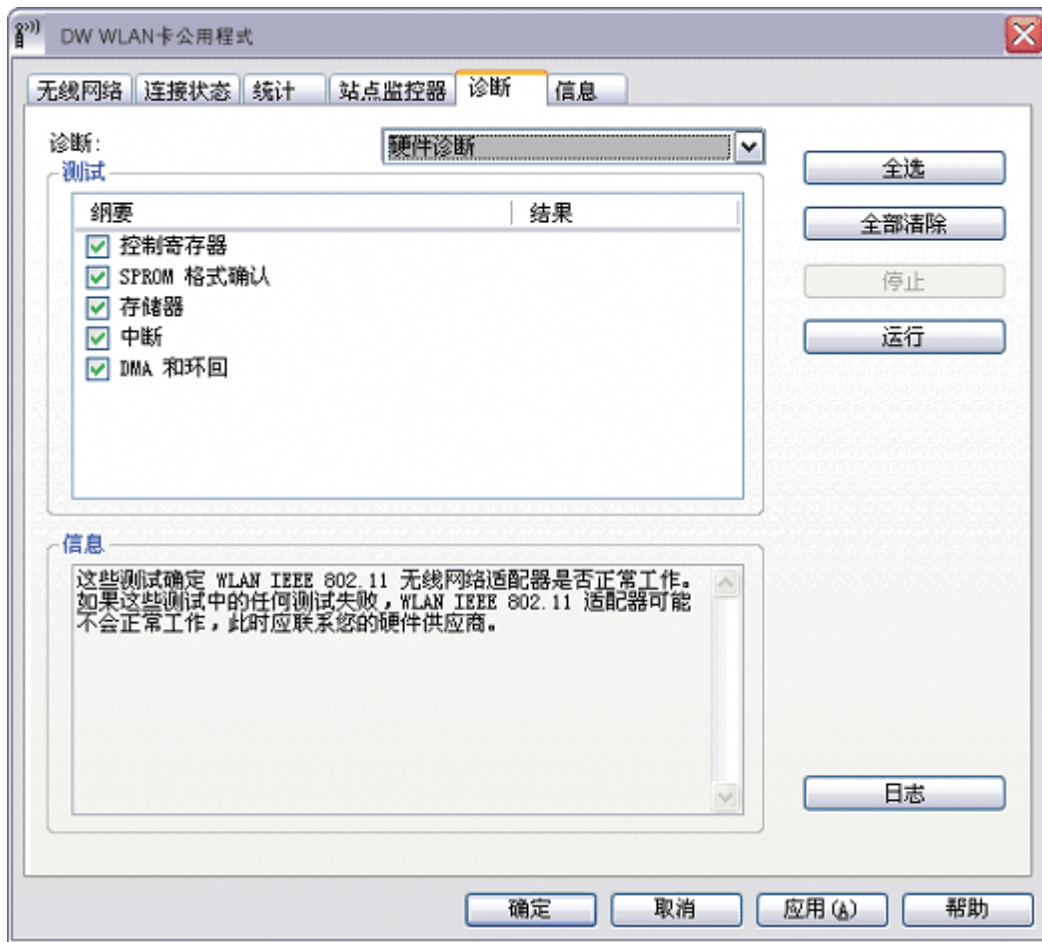 DW WLAN卡公用程式
无线网络 连接状态 统计 站点监控器 诊断 信息
诊断: 硬件诊断
测试
纲要 结果
控制寄存器
SPROM 格式确认
存储器
中断
DMA 和环回
全选
全部清除
停止
运行
信息
这些测试确定 WLAN IEEE 802.11 无线网络适配器是否正常工作。
如果这些测试中的任何测试失败，WLAN IEEE 802.11 适配器可能
不会正常工作，此时应联系您的硬件供应商。
日志
确定 取消 应用(A) 帮助